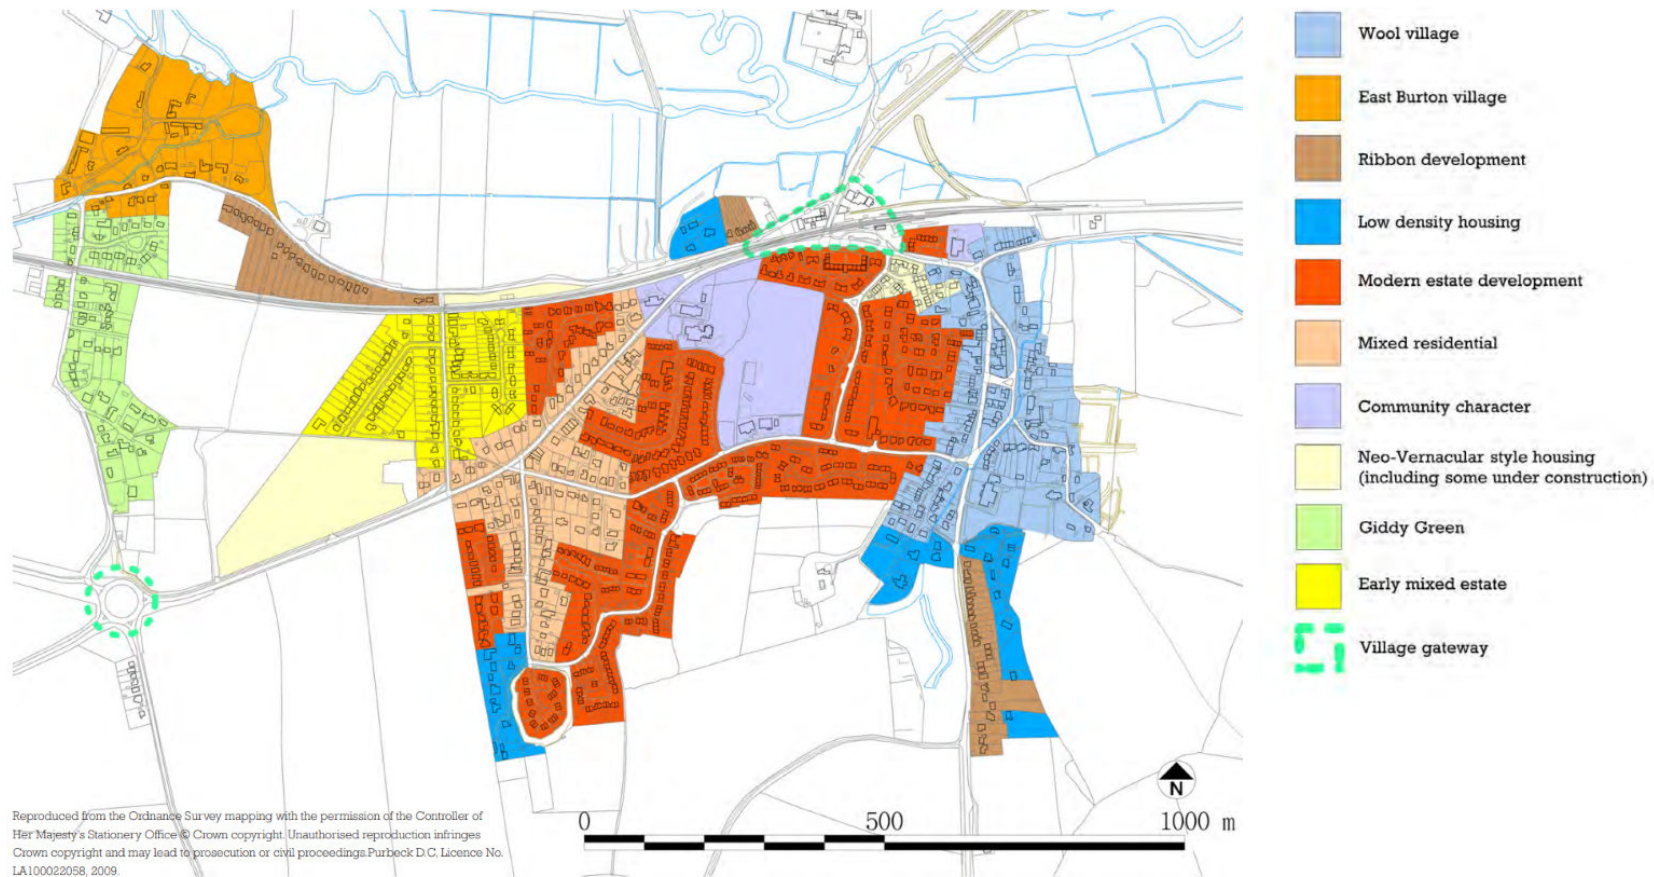 Wool village
East Burton village
Ribbon development
Low density housing
Modern estate development
Mixed residential
Community character
Neo-Vernacular style housing
(including some under construction)
Giddy Green
Early mixed estate
Village gateway
N
0 500 1000 m
Reproduced from the Ordnance Survey mapping with the permission of the Controller of
Her Majesty's Stationery Office © Crown copyright. Unauthorised reproduction infringes
Crown copyright and may lead to prosecution or civil proceedings.Purbeck D.C. Licence No.
LA100022058, 2009.